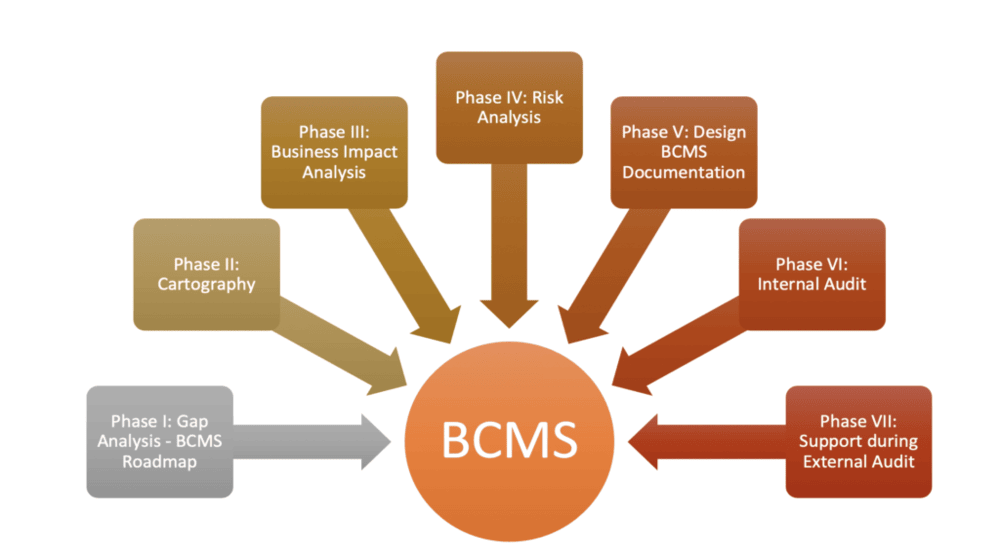 Phase I: Gap
Analysis - BCMS
Roadmap
Phase II:
Cartography
Phase III:
Business Impact
Analysis
Phase IV: Risk
Analysis
Phase V: Design
BCMS
Documentation
Phase VI:
Internal Audit
Phase VII:
Support during
External Audit
BCMS